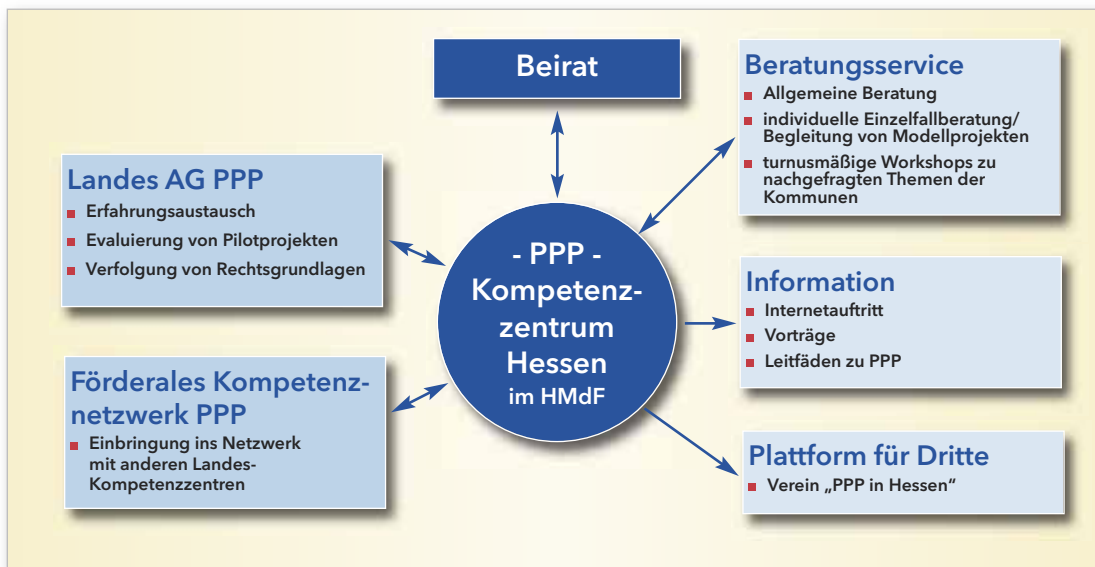 Beirat
Landes AG PPP
Erfahrungsaustausch
Evaluierung von Pilotprojekten
Verfolgung von Rechtsgrundlagen
Förderales Kompetenz-
netzwerk PPP
Einbringung ins Netzwerk
mit anderen Landes-
Kompetenzzentren
- PPP -
Kompetenz-
zentrum
Hessen
im HMdF
Beratungsservice
Allgemeine Beratung
individuelle Einzelfallberatung/
Begleitung von Modellprojekten
turnusmäßige Workshops zu
nachgefragten Themen der
Kommunen
Information
Internetauftritt
Vorträge
Leitfäden zu PPP
Plattform für Dritte
Verein „PPP in Hessen“